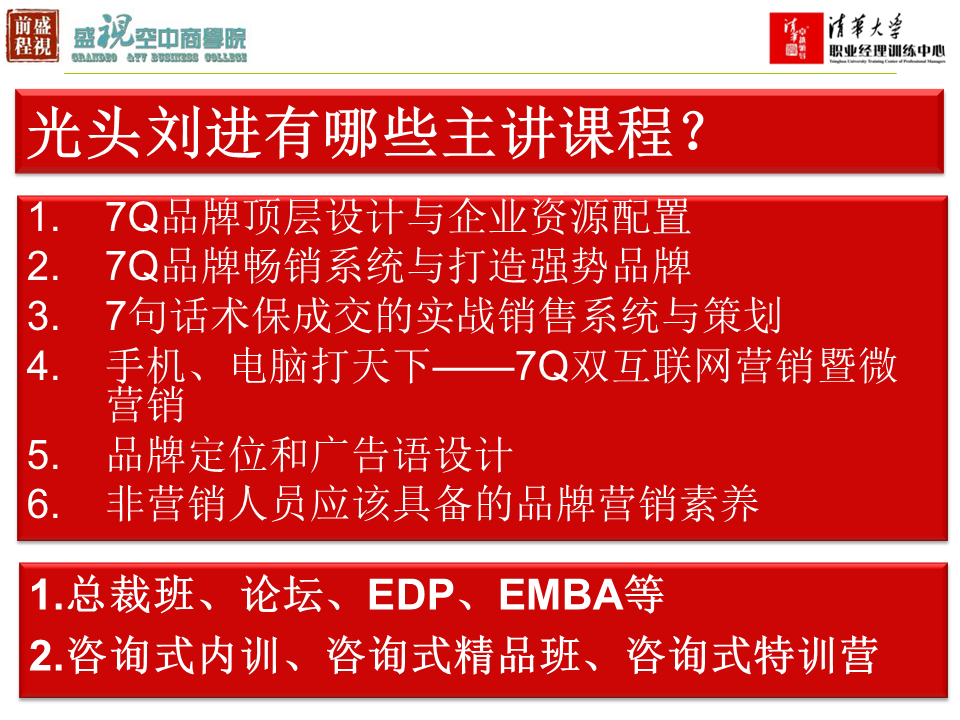 前程
盛視
盛視空中商學院
GRANDEO &TV BUSINESS COLLEGE
清华
卓越领导
清华大学
职业经理训练中心
Tsinghua University Training Center of Professional Managers
光头刘进有哪些主讲课程？
1. 7Q品牌顶层设计与企业资源配置
2. 7Q品牌畅销系统与打造强势品牌
3. 7句话术保成交的实战销售系统与策划
4. 手机、电脑打天下——7Q双互联网营销暨微
营销
5. 品牌定位和广告语设计
6. 非营销人员应该具备的品牌营销素养
1.总裁班、论坛、EDP、EMBA等
2.咨询式内训、咨询式精品班、咨询式特训营